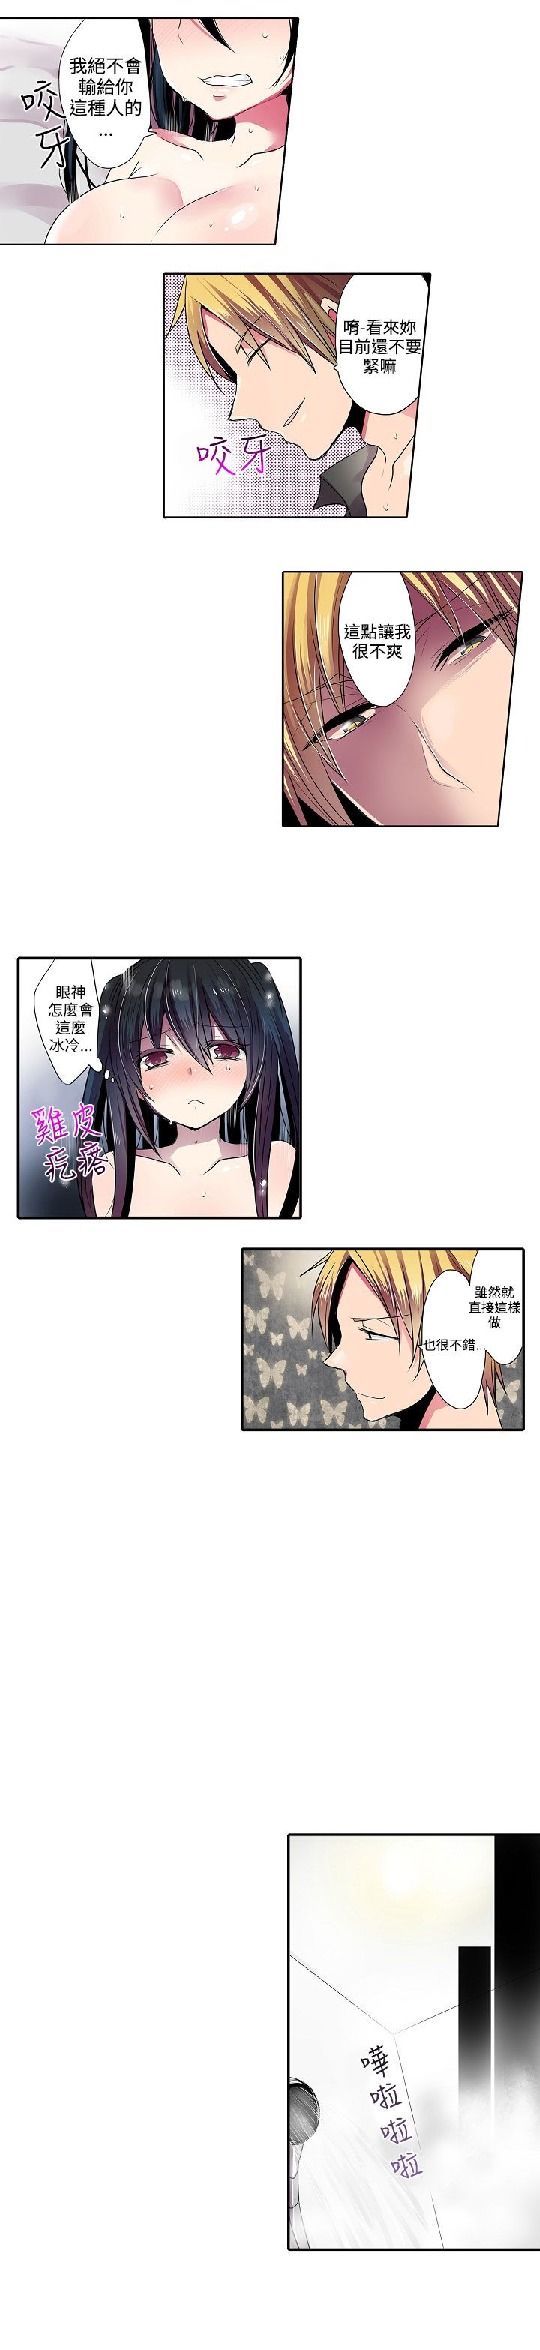 我絕不會
輸給你
這種人的
...
咬牙
唷-看來妳
目前還不要
緊嘛
咬牙
這點讓我
很不爽
眼神
怎麼會
這麼
冰冷...
雞皮
疙瘩
雖然就
直接這樣
做
也很不錯.
嘩啦啦啦